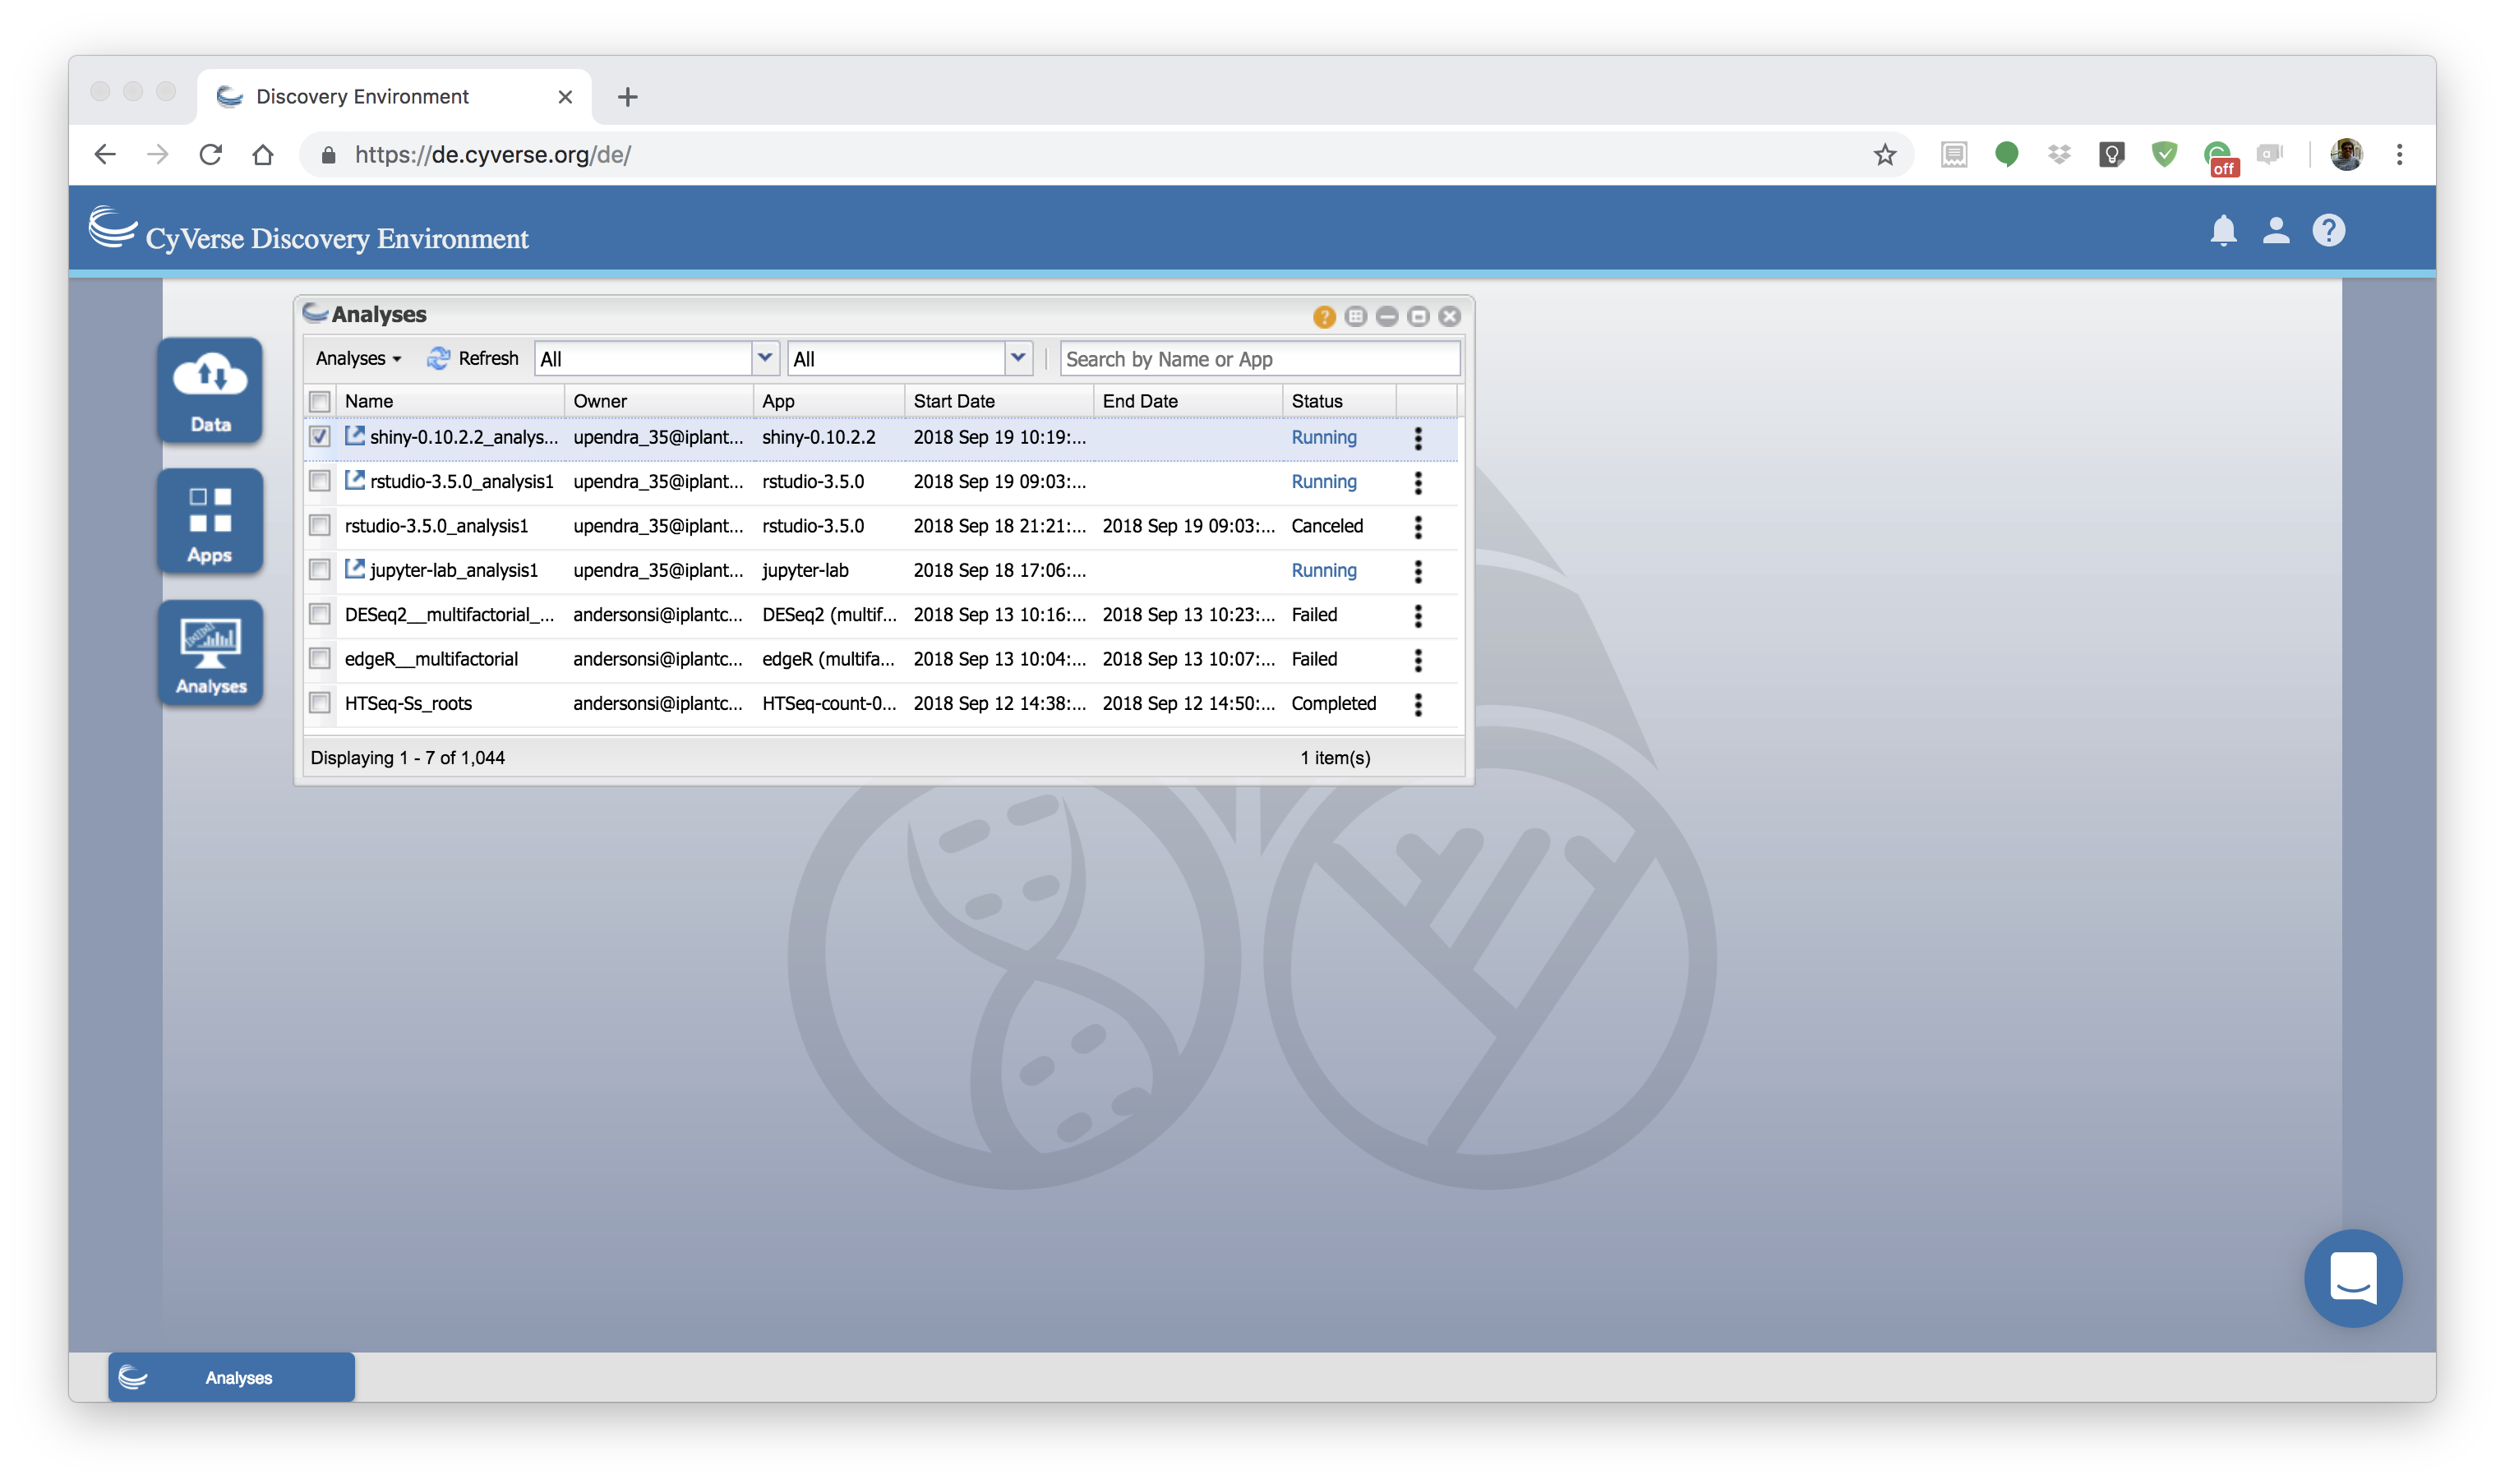 Discovery Environment
https://de.cyverse.org/de/
off
CyVerse Discovery Environment
Analyses
Analyses Refresh All All Search by Name or App
Name Owner App Start Date End Date Status
shiny-0.10.2.2_analys... upendra_35@iplant... shiny-0.10.2.2 2018 Sep 19 10:19:... Running
rstudio-3.5.0_analysis1 upendra_35@iplant... rstudio-3.5.0 2018 Sep 19 09:03:... Running
rstudio-3.5.0_analysis1 upendra_35@iplant... rstudio-3.5.0 2018 Sep 18 21:21:... 2018 Sep 19 09:03:... Canceled
jupyter-lab_analysis1 upendra_35@iplant... jupyter-lab 2018 Sep 18 17:06:... Running
DESeq2__multifactorial_... andersonsi@iplantc... DESeq2 (multif... 2018 Sep 13 10:16:... 2018 Sep 13 10:23:... Failed
edgeR__multifactorial andersonsi@iplantc... edgeR (multifa... 2018 Sep 13 10:04:... 2018 Sep 13 10:07:... Failed
HTSeq-Ss_roots andersonsi@iplantc... HTSeq-count-0... 2018 Sep 12 14:38:... 2018 Sep 12 14:50:... Completed
Displaying 1 - 7 of 1,044 1 item(s)
Data
Apps
Analyses
Analyses